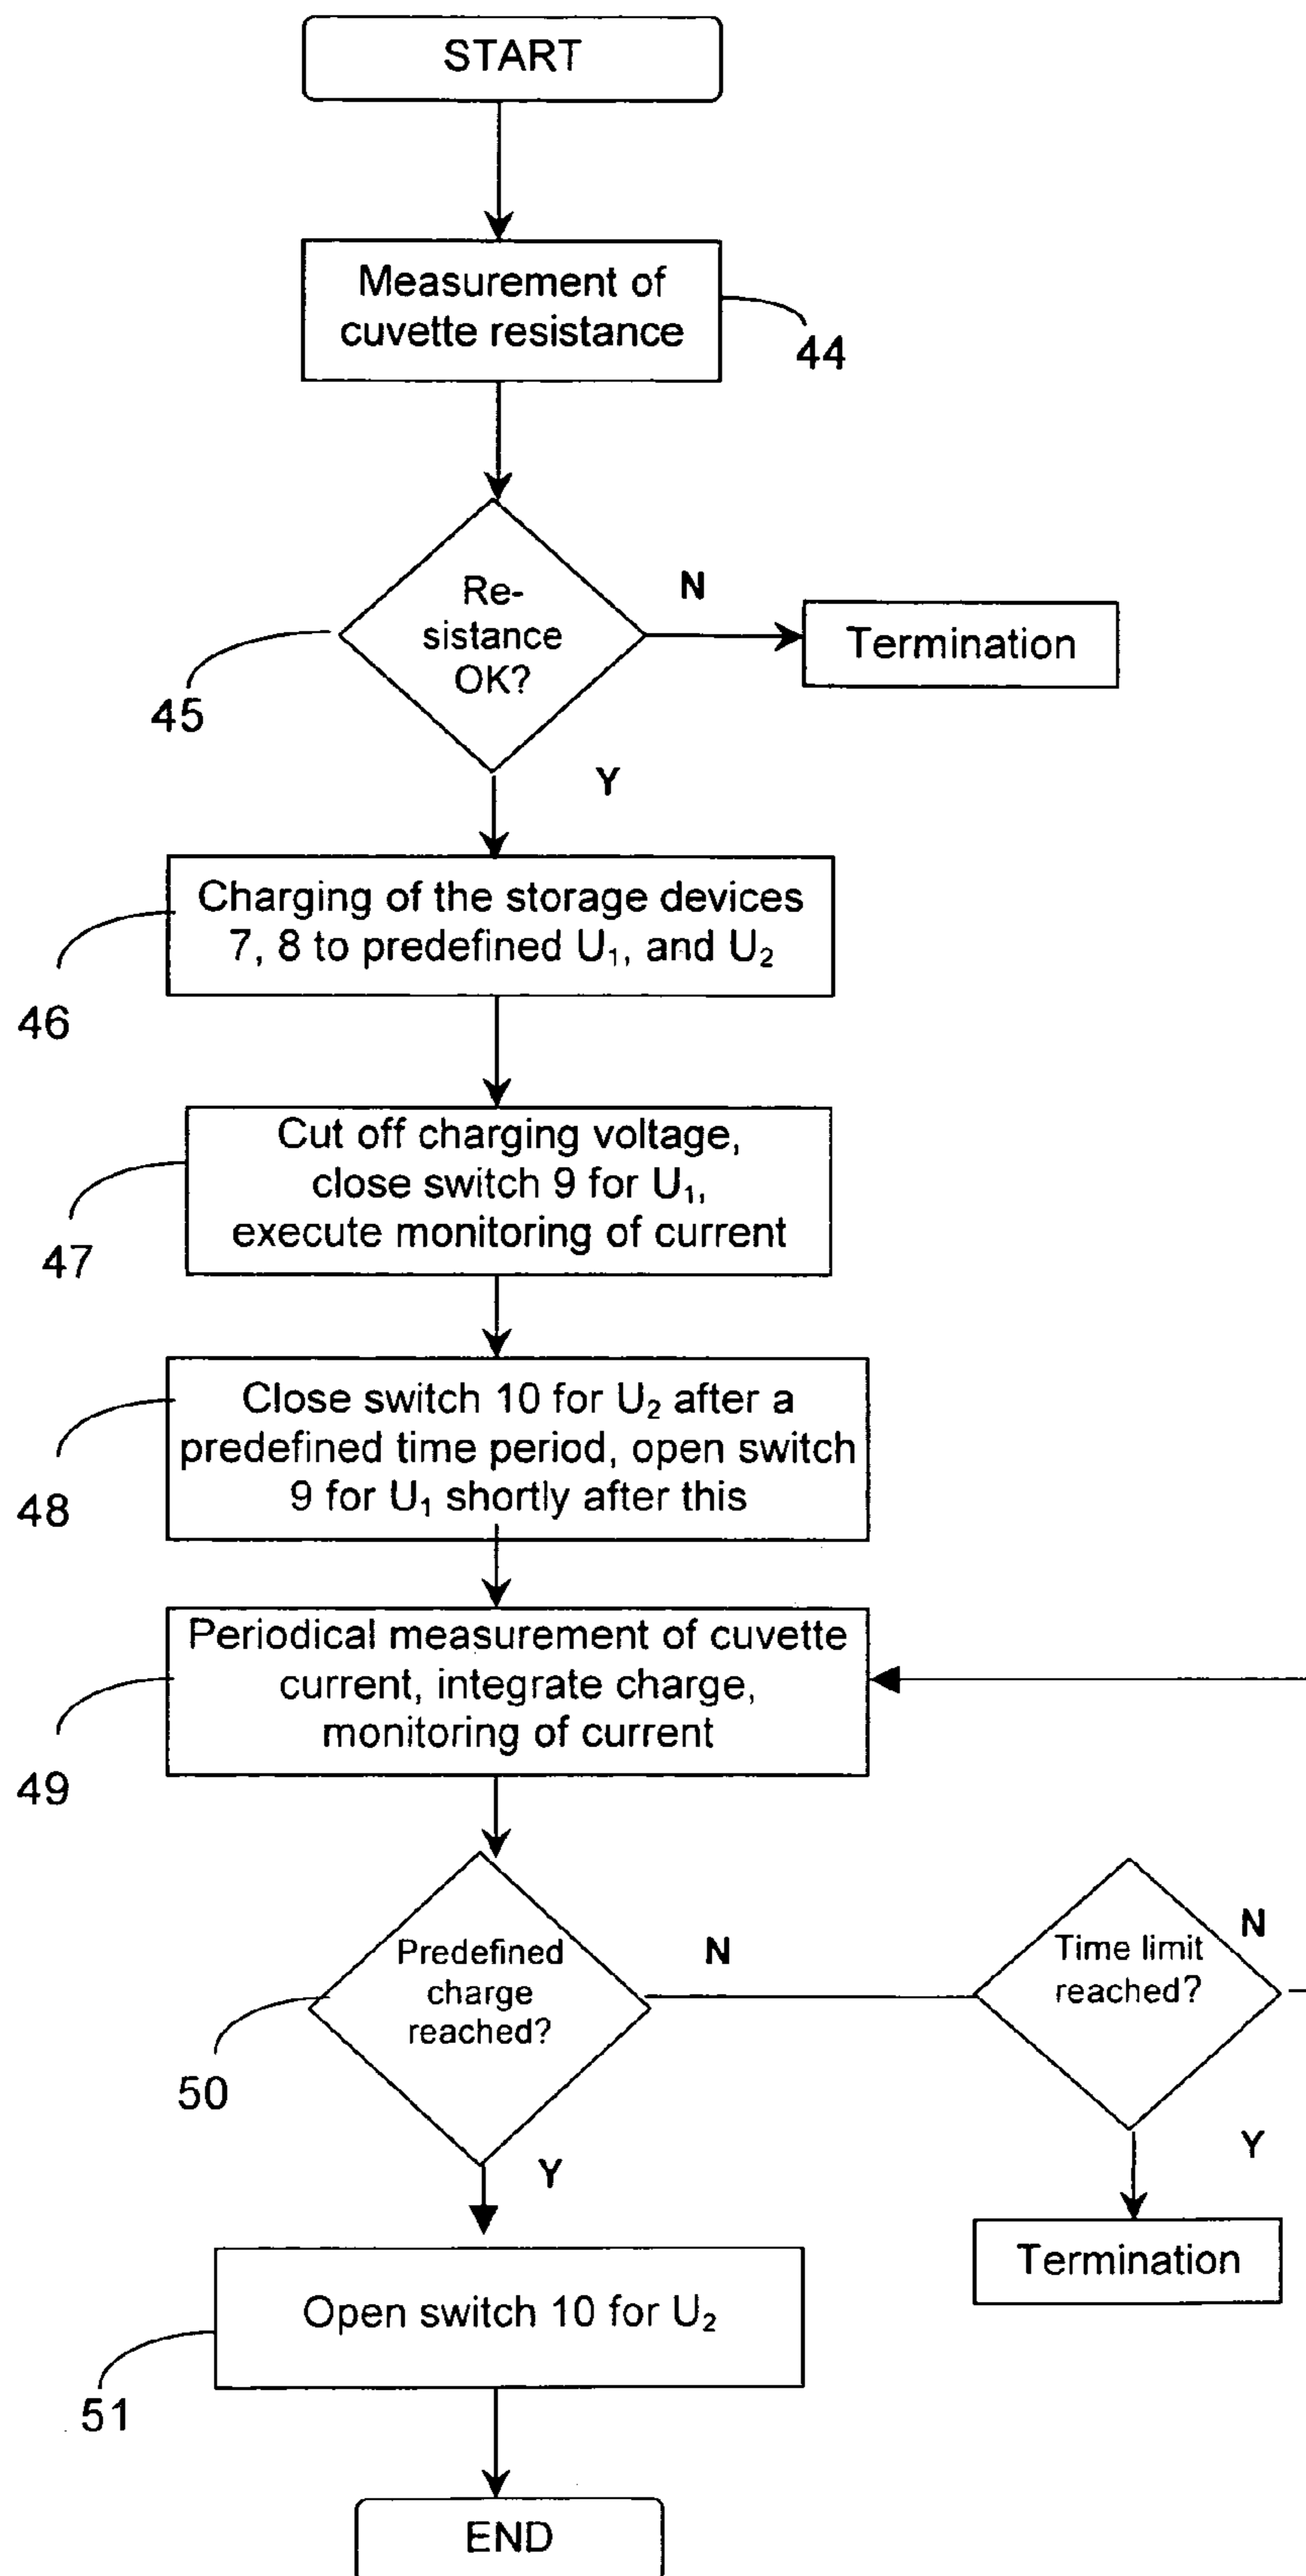 START
Measurement of
cuvette resistance
44
Re-
sistance
OK?
N
Termination
45
Y
Charging of the storage devices
7, 8 to predefined U₁, and U₂
46
Cut off charging voltage,
close switch 9 for U₁,
execute monitoring of current
47
Close switch 10 for U₂ after a
predefined time period, open switch
9 for U₁ shortly after this
48
Periodical measurement of cuvette
current, integrate charge,
monitoring of current
49
Predefined
charge
reached?
N
Time limit
reached?
N
50
Y
Y
Termination
Open switch 10 for U₂
51
END